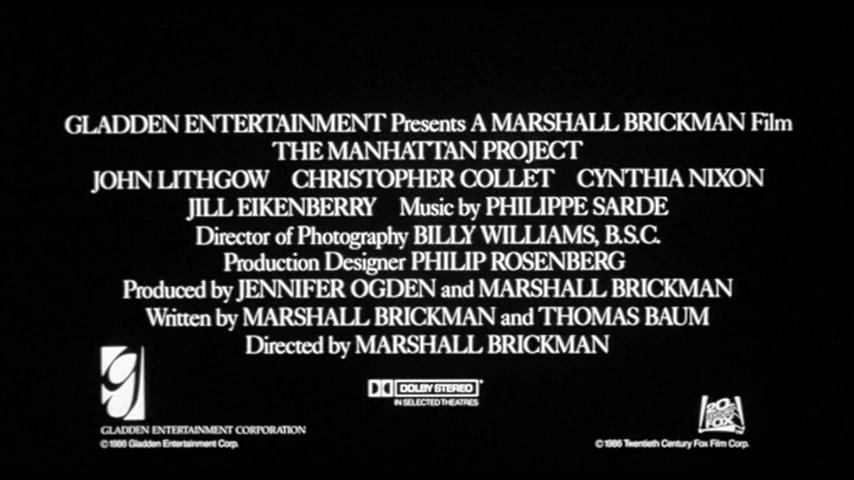 GLADDEN ENTERTAINMENT Presents A MARSHALL BRICKMAN Film
THE MANHATTAN PROJECT
JOHN LITHGOW CHRISTOPHER COLLET CYNTHIA NIXON
JILL EIKENBERRY Music by PHILIPPE SARDE
Director of Photography BILLY WILLIAMS, B.S.C.
Production Designer PHILIP ROSENBERG
Produced by JENNIFER OGDEN and MARSHALL BRICKMAN
Written by MARSHALL BRICKMAN and THOMAS BAUM
Directed by MARSHALL BRICKMAN
DOLBY STEREO
IN SELECTED THEATRES
g
GLADDEN ENTERTAINMENT CORPORATION
©1986 Gladden Entertainment Corp.
20th
CENTURY
FOX
©1986 Twentieth Century Fox Film Corp.